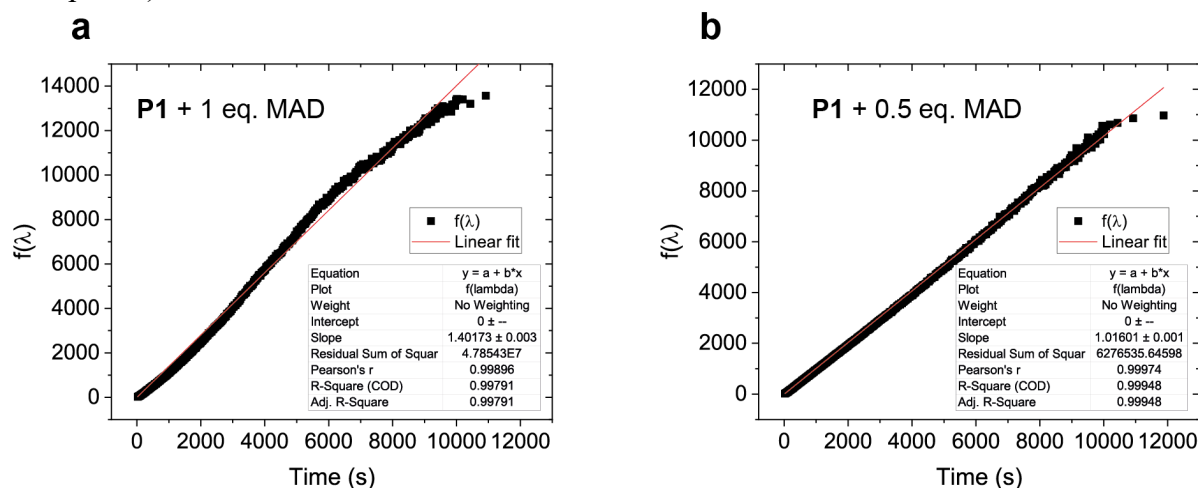 a
f(λ)
14000
12000
10000
8000
6000
4000
2000
0
P1 + 1 eq. MAD
f(λ)
Linear fit
Equation y = a + b*x
Plot f(lambda)
Weight No Weighting
Intercept 0 ± --
Slope 1.40173 ± 0.003
Residual Sum of Squar 4.78543E7
Pearson's r 0.99896
R-Square (COD) 0.99791
Adj. R-Square 0.99791
0 2000 4000 6000 8000 10000 12000
Time (s)
b
f(λ)
12000
10000
8000
6000
4000
2000
0
P1 + 0.5 eq. MAD
f(λ)
Linear fit
Equation y = a + b*x
Plot f(lambda)
Weight No Weighting
Intercept 0 ± --
Slope 1.01601 ± 0.001
Residual Sum of Squar 6276535.64598
Pearson's r 0.99974
R-Square (COD) 0.99948
Adj. R-Square 0.99948
0 2000 4000 6000 8000 10000 12000
Time (s)